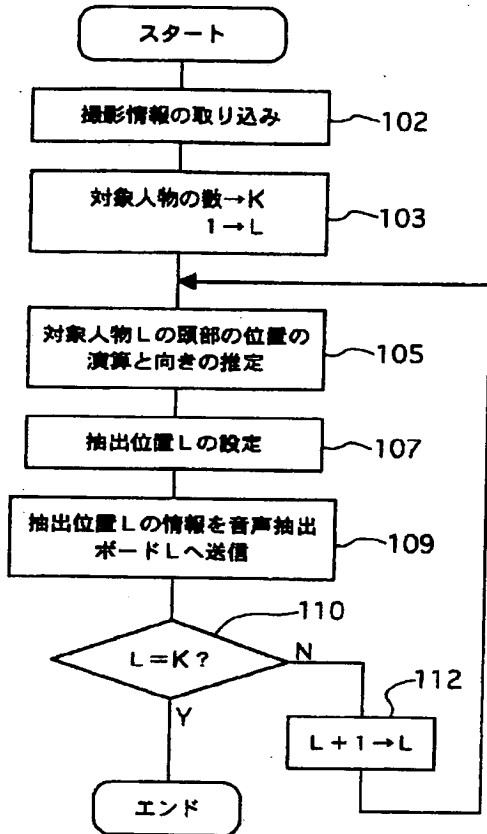 スタート
撮影情報の取り込み
102
対象人物の数→K
1→L
103
対象人物Lの頭部の位置の
演算と向きの推定
105
抽出位置Lの設定
107
抽出位置Lの情報を音声抽出
ボードLへ送信
109
110
L=K?
N
Y
112
L+1→L
エンド